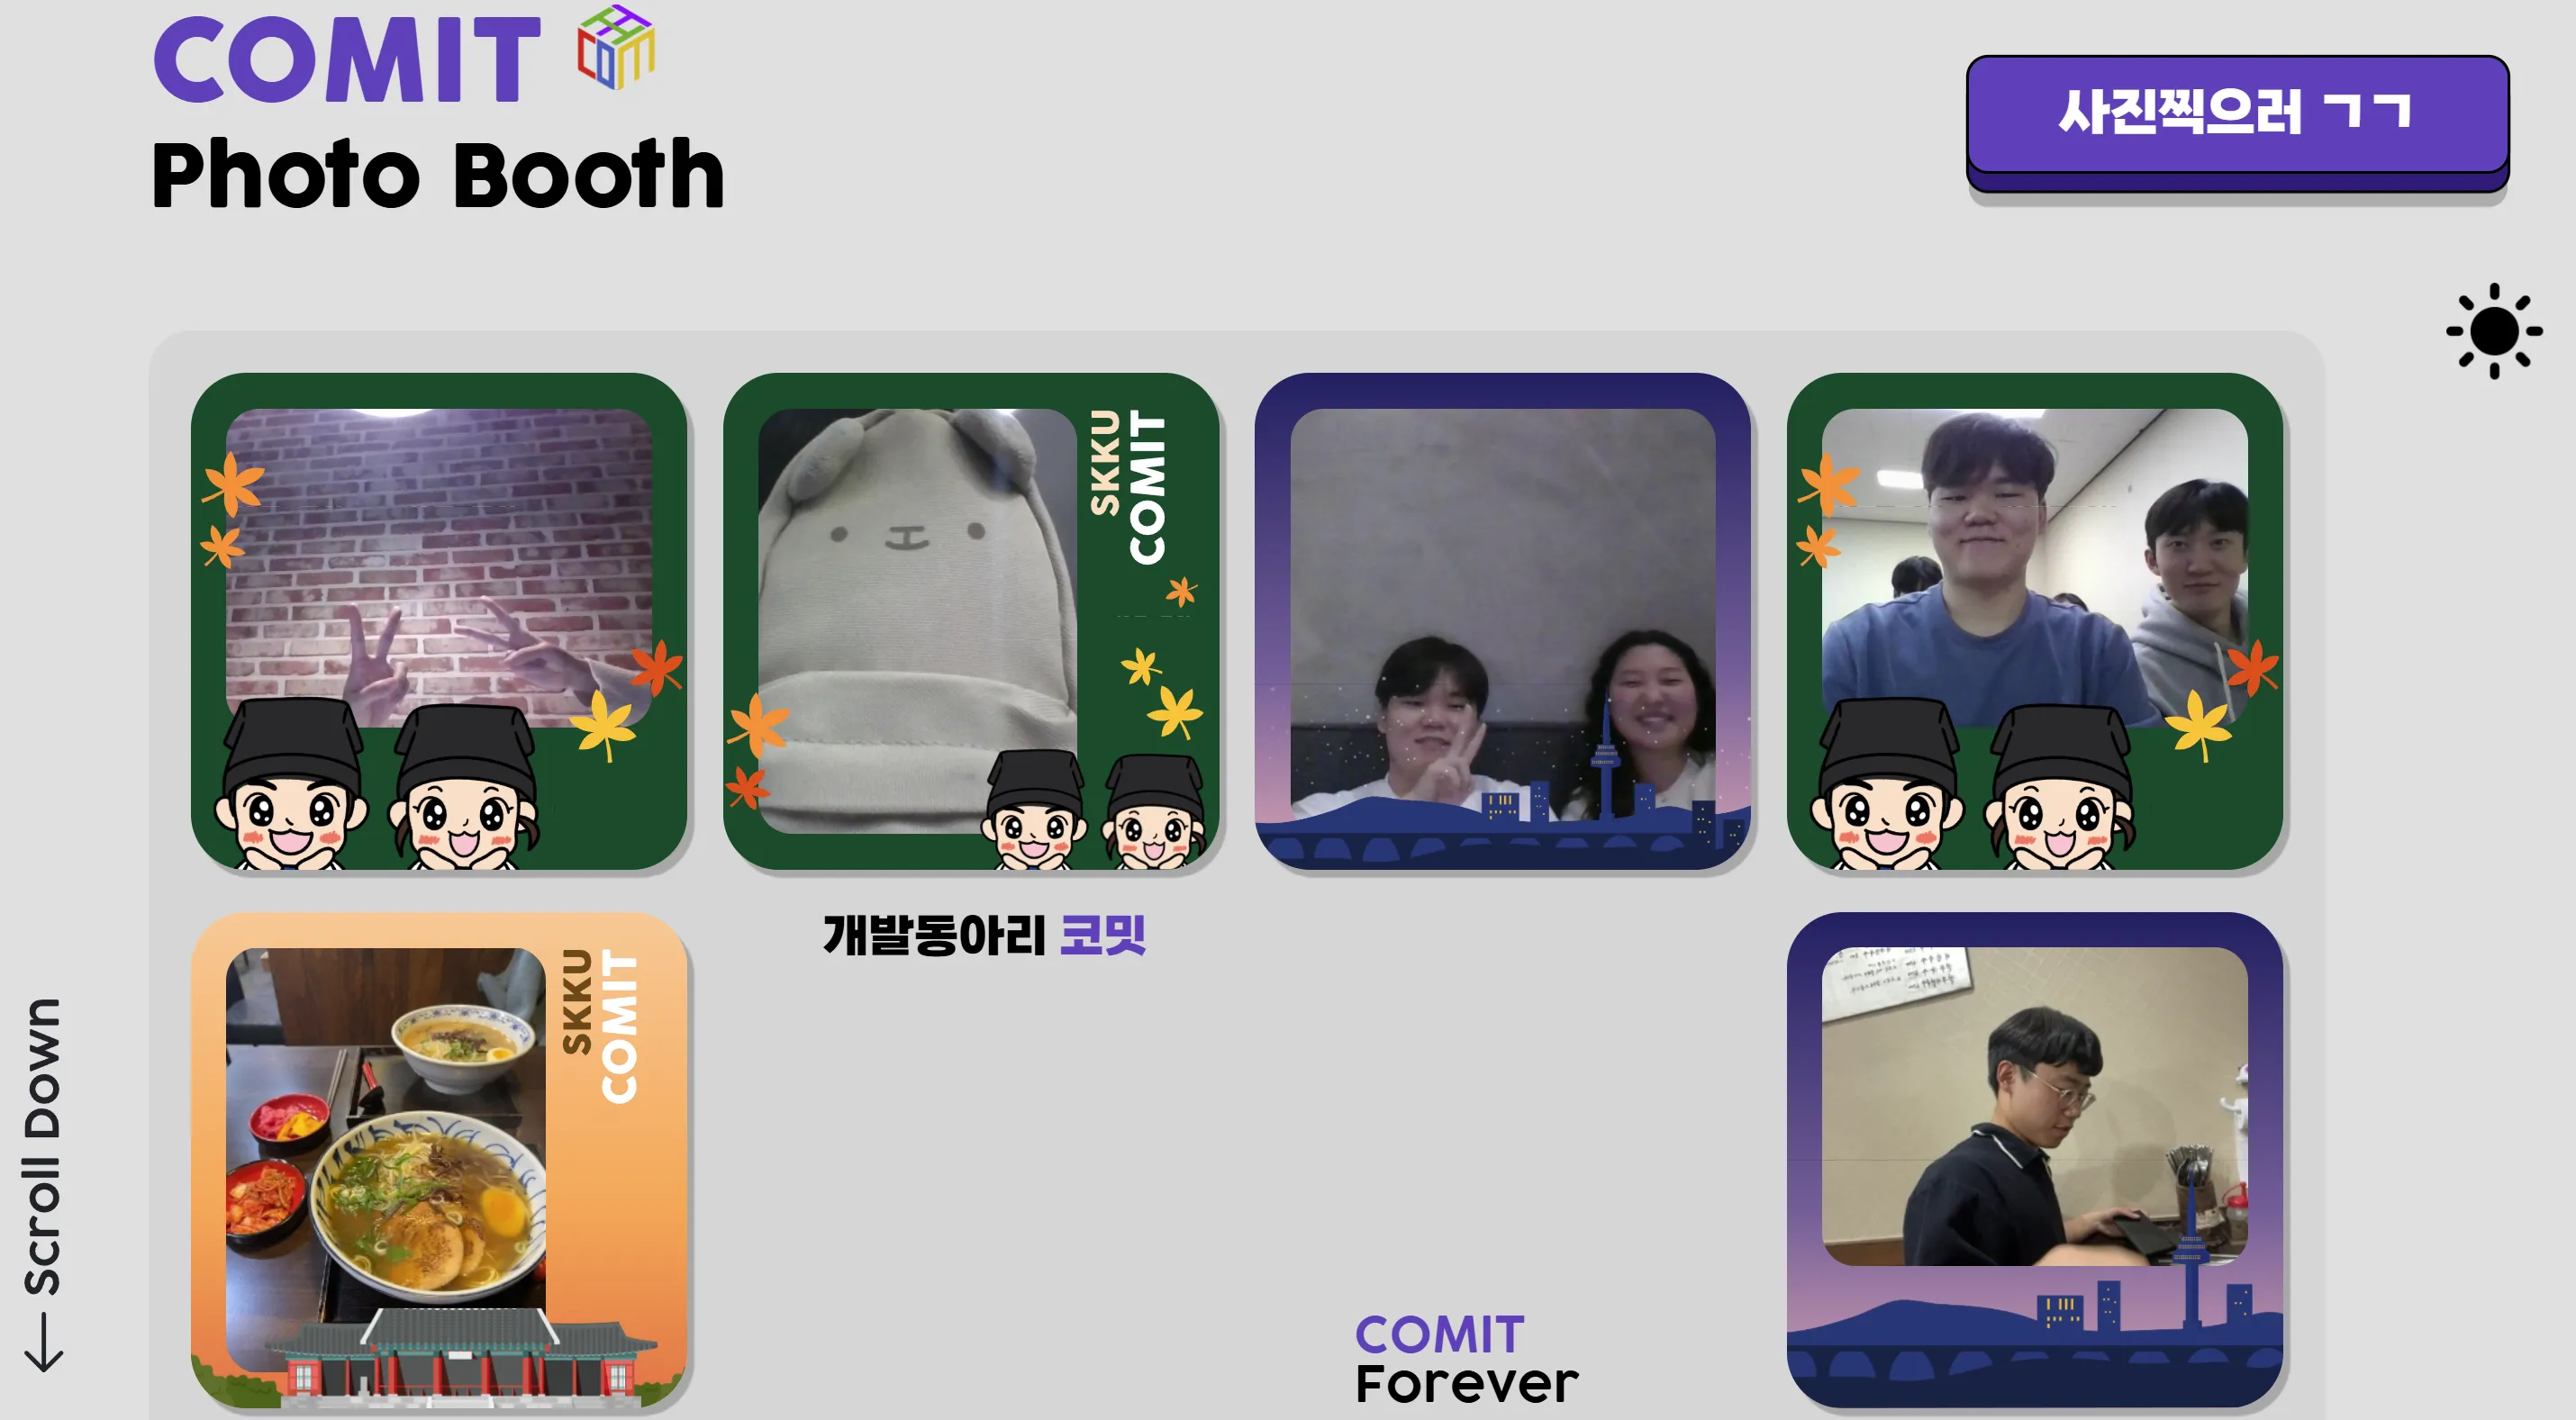 COMIT
COMIT
Photo Booth
사진찍으러 ㄱㄱ
SKKU
COMIT
개발동아리 코밋
SKKU
COMIT
Scroll Down
COMIT
Forever